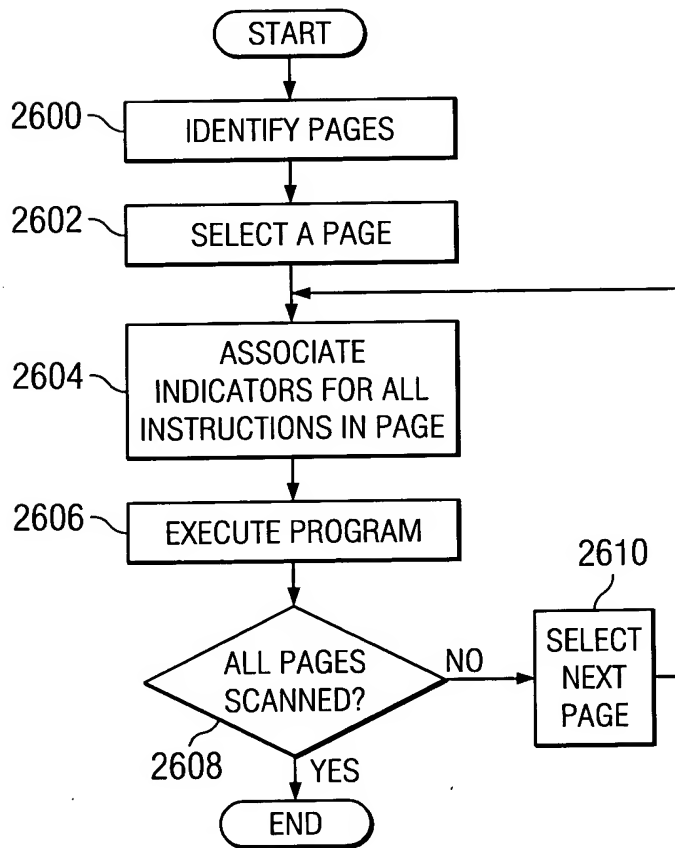 START
2600
IDENTIFY PAGES
2602
SELECT A PAGE
2604
ASSOCIATE
INDICATORS FOR ALL
INSTRUCTIONS IN PAGE
2606
EXECUTE PROGRAM
2610
ALL PAGES
SCANNED?
NO
SELECT
NEXT
PAGE
2608
YES
END